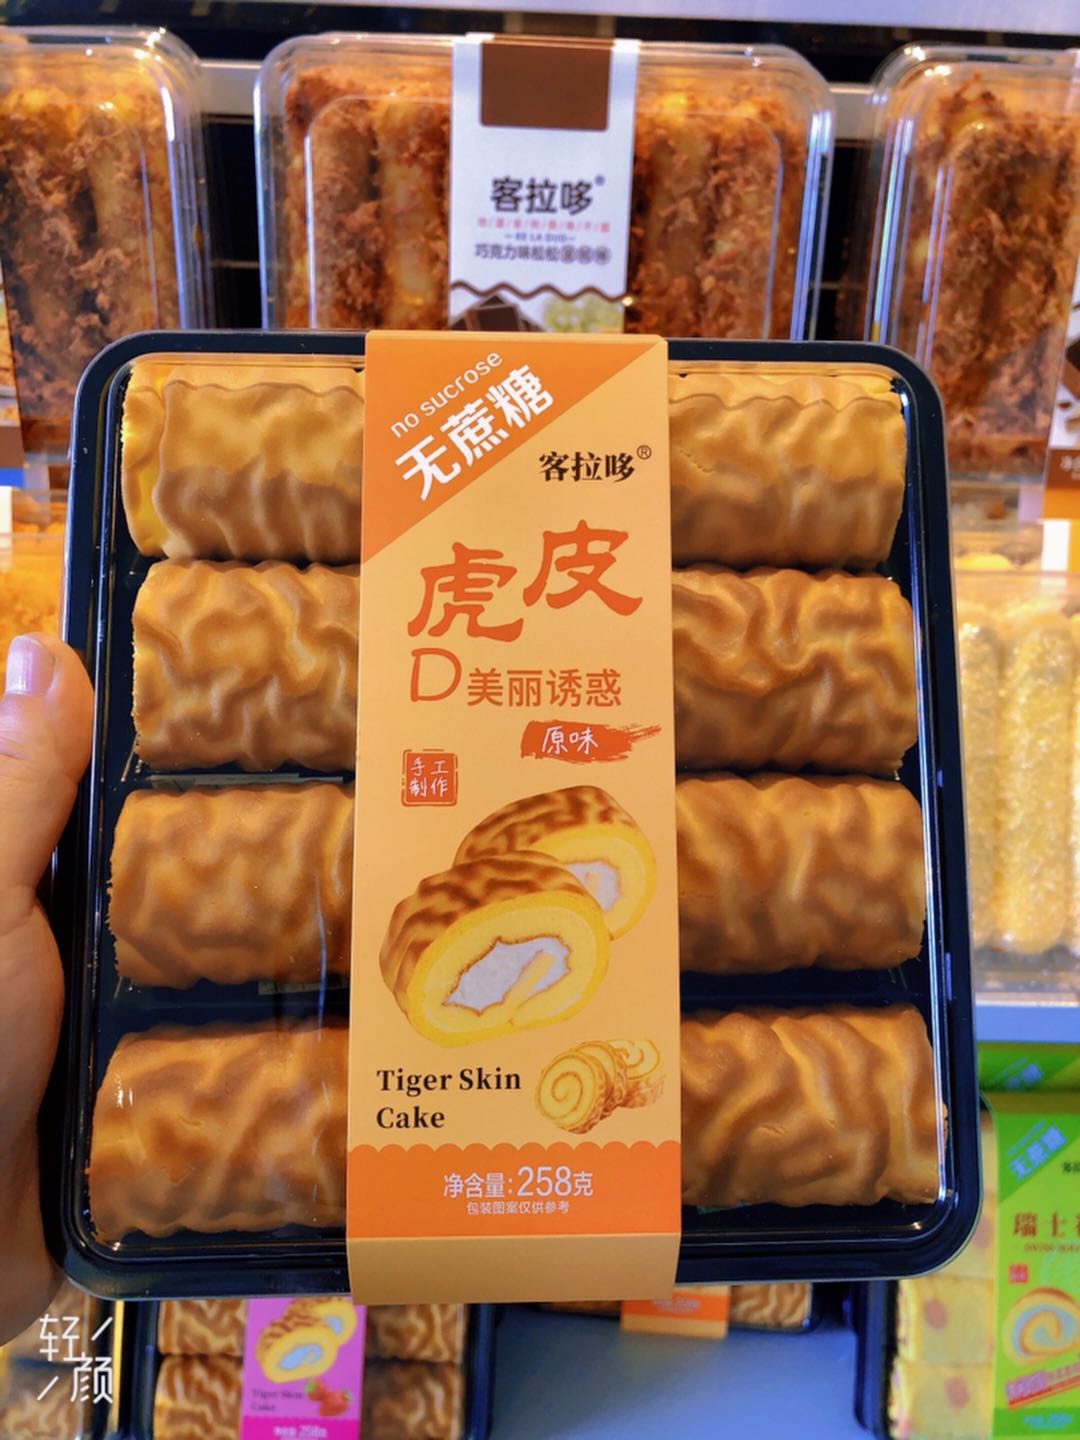 客拉哆®
KE LA DUO
巧克力味松松
no sucrose
无蔗糖
客拉哆®
虎皮
D美丽诱惑
原味
手工
制作
Tiger Skin
Cake
净含量:258克
包装图案仅供参考
无蔗糖
瑞士
Tiger Skin
Cake
轻
颜